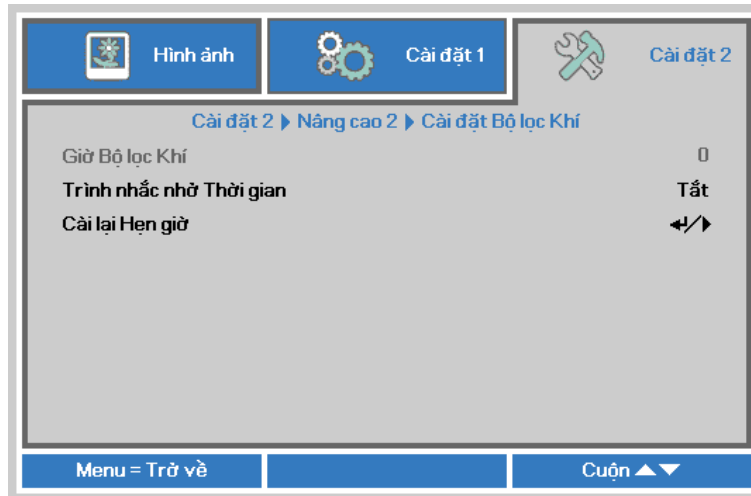 Hình ảnh
Cài đặt 1
Cài đặt 2
Cài đặt 2 ▶ Nâng cao 2 ▶ Cài đặt Bộ lọc Khí
Giờ Bộ lọc Khí 0
Trình nhắc nhở Thời gian Tắt
Cài lại Hẹn giờ ↵/▶
Menu = Trở về
Cuộn ▲▼